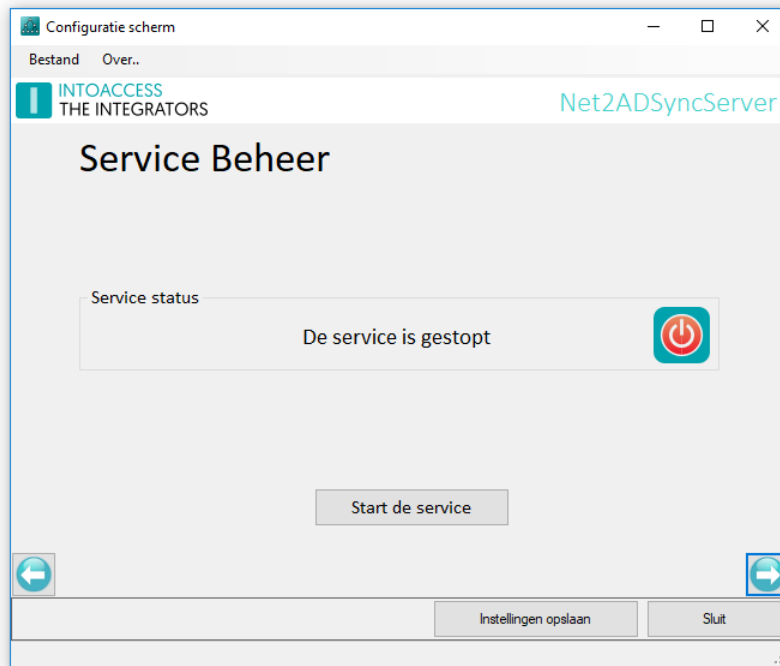 Configuratie scherm
Bestand Over..
INTOACCESS
THE INTEGRATORS
Net2ADSyncServer
Service Beheer
Service status
De service is gestopt
Start de service
Instellingen opslaan Sluit